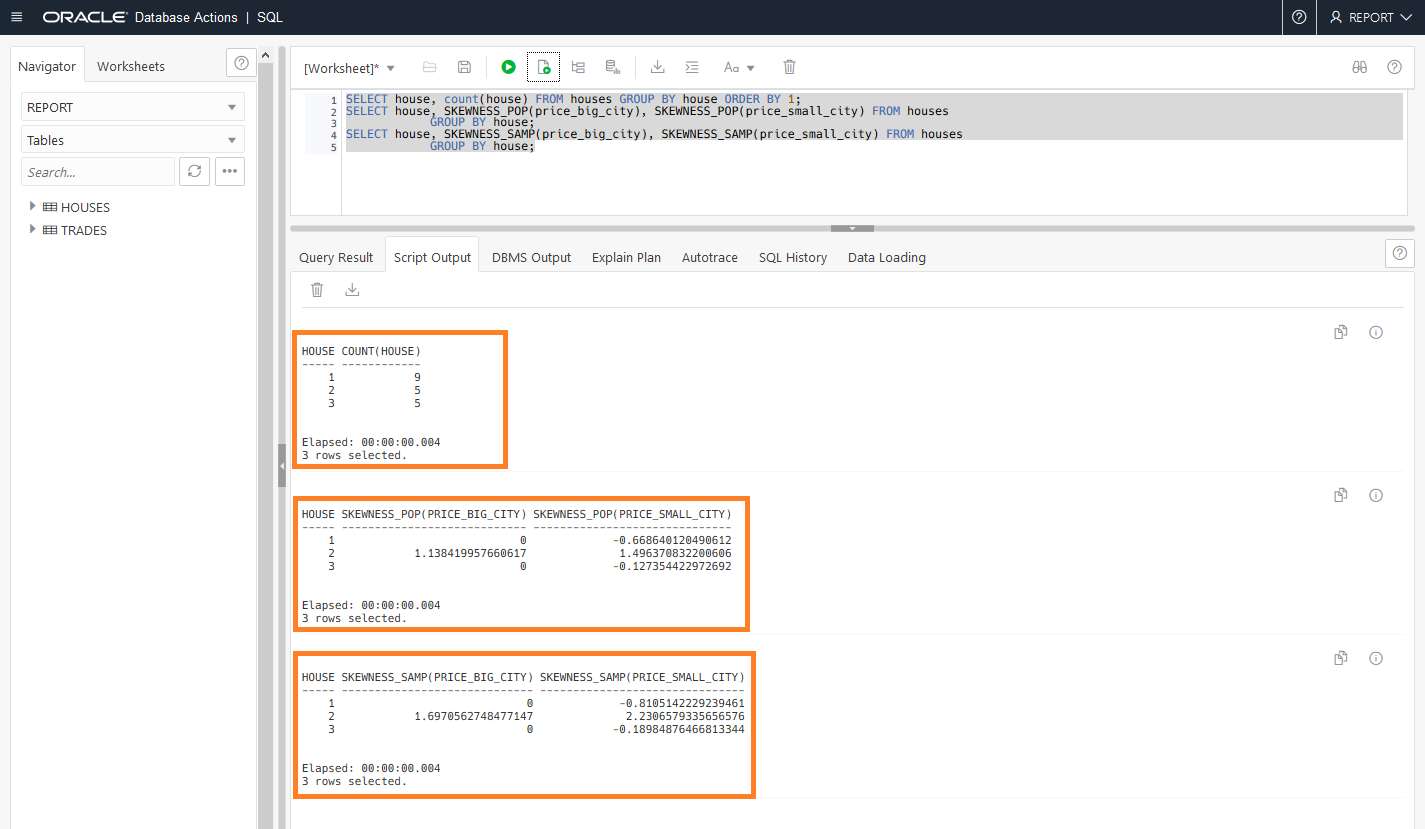 ORACLE Database Actions | SQL
REPORT
Navigator
Worksheets
REPORT
Tables
Search...
HOUSES
TRADES
[Worksheet]*
Aa
1 SELECT house, count(house) FROM houses GROUP BY house ORDER BY 1;
2 SELECT house, SKEWNESS_POP(price_big_city), SKEWNESS_POP(price_small_city) FROM houses
3 GROUP BY house;
4 SELECT house, SKEWNESS_SAMP(price_big_city), SKEWNESS_SAMP(price_small_city) FROM houses
5 GROUP BY house;
Query Result Script Output DBMS Output Explain Plan Autotrace SQL History Data Loading
HOUSE COUNT(HOUSE)
----- ------------
1 9
2 5
3 5
Elapsed: 00:00:00.004
3 rows selected.
HOUSE SKEWNESS_POP(PRICE_BIG_CITY) SKEWNESS_POP(PRICE_SMALL_CITY)
----- ---------------------------- ------------------------------
1 0 -0.668640120490612
2 1.138419957660617 1.496370832200606
3 0 -0.127354422972692
Elapsed: 00:00:00.004
3 rows selected.
HOUSE SKEWNESS_SAMP(PRICE_BIG_CITY) SKEWNESS_SAMP(PRICE_SMALL_CITY)
----- ----------------------------- -------------------------------
1 0 -0.8105142229239461
2 1.6970562748477147 2.2306579335656576
3 0 -0.18984876466813344
Elapsed: 00:00:00.004
3 rows selected.